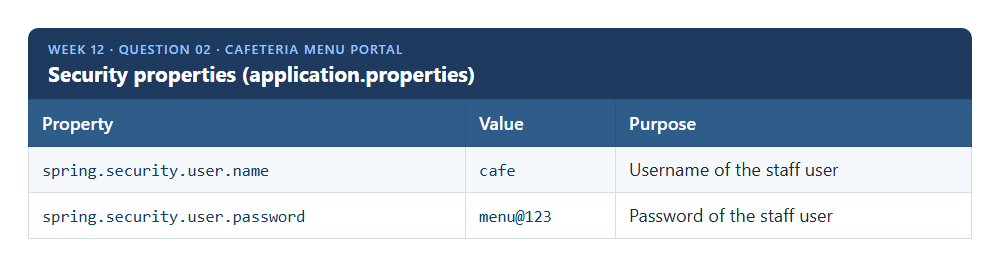 WEEK 12 · QUESTION 02 · CAFETERIA MENU PORTAL
Security properties (application.properties)
Property Value Purpose
spring.security.user.name cafe Username of the staff user
spring.security.user.password menu@123 Password of the staff user